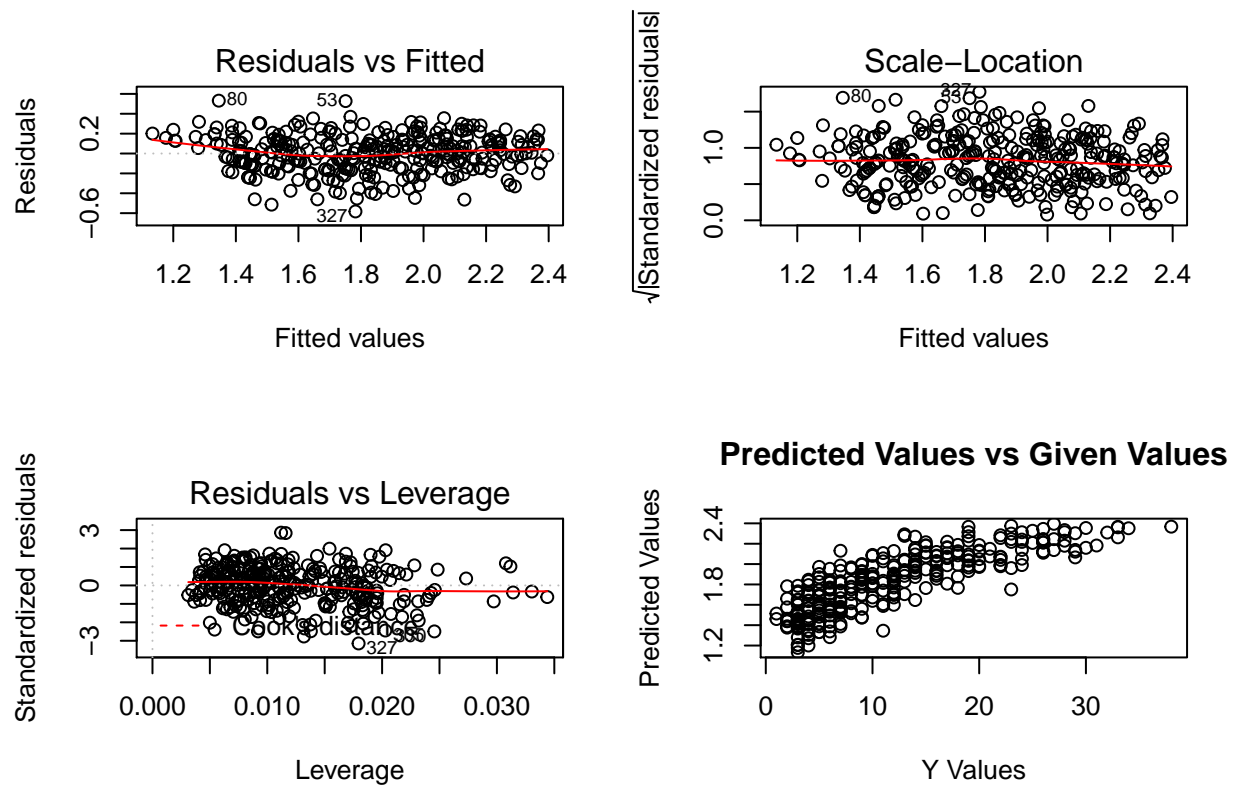 Residuals vs Fitted
Residuals
0.2
−0.6
80
53
327
1.2 1.4 1.6 1.8 2.0 2.2 2.4
Fitted values
Scale−Location
√|Standardized residuals|
1.0
0.0
80
327
53
1.2 1.4 1.6 1.8 2.0 2.2 2.4
Fitted values
Residuals vs Leverage
Standardized residuals
3
0
−3
Cook's distance
327
0.000 0.010 0.020 0.030
Leverage
Predicted Values vs Given Values
Predicted Values
2.4
1.8
1.2
0 10 20 30
Y Values